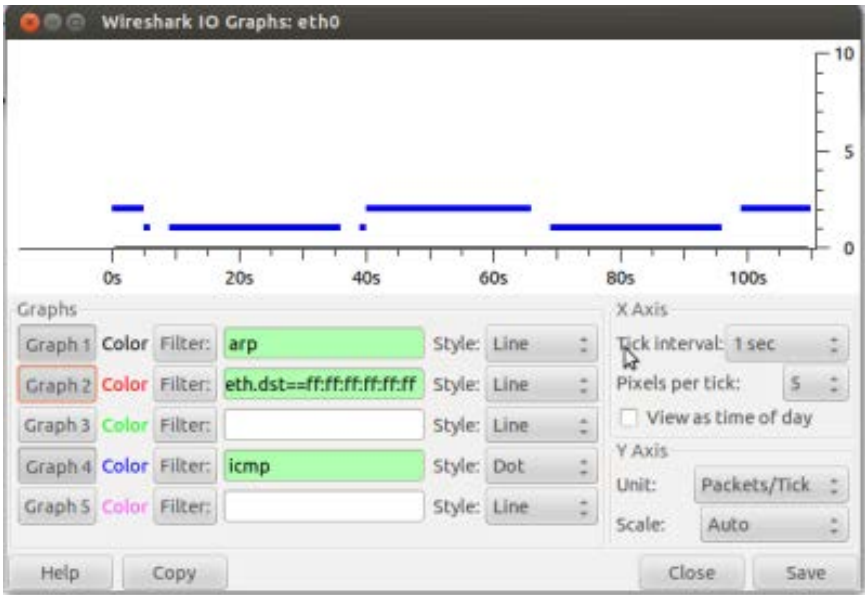 Wireshark IO Graphs: eth0
10
5
0
0s 20s 40s 60s 80s 100s
Graphs
Graph 1 Color Filter: arp Style: Line
Graph 2 Color Filter: eth.dst==ff:ff:ff:ff:ff:ff Style: Line
Graph 3 Color Filter: Style: Line
Graph 4 Color Filter: icmp Style: Dot
Graph 5 Color Filter: Style: Line
X Axis
Tick interval: 1 sec
Pixels per tick: 5
View as time of day
Y Axis
Unit: Packets/Tick
Scale: Auto
Help Copy Close Save